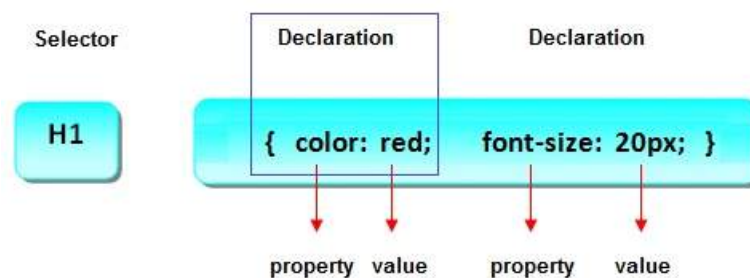 Selector Declaration Declaration
H1 { color: red; font-size: 20px; }
property value property value